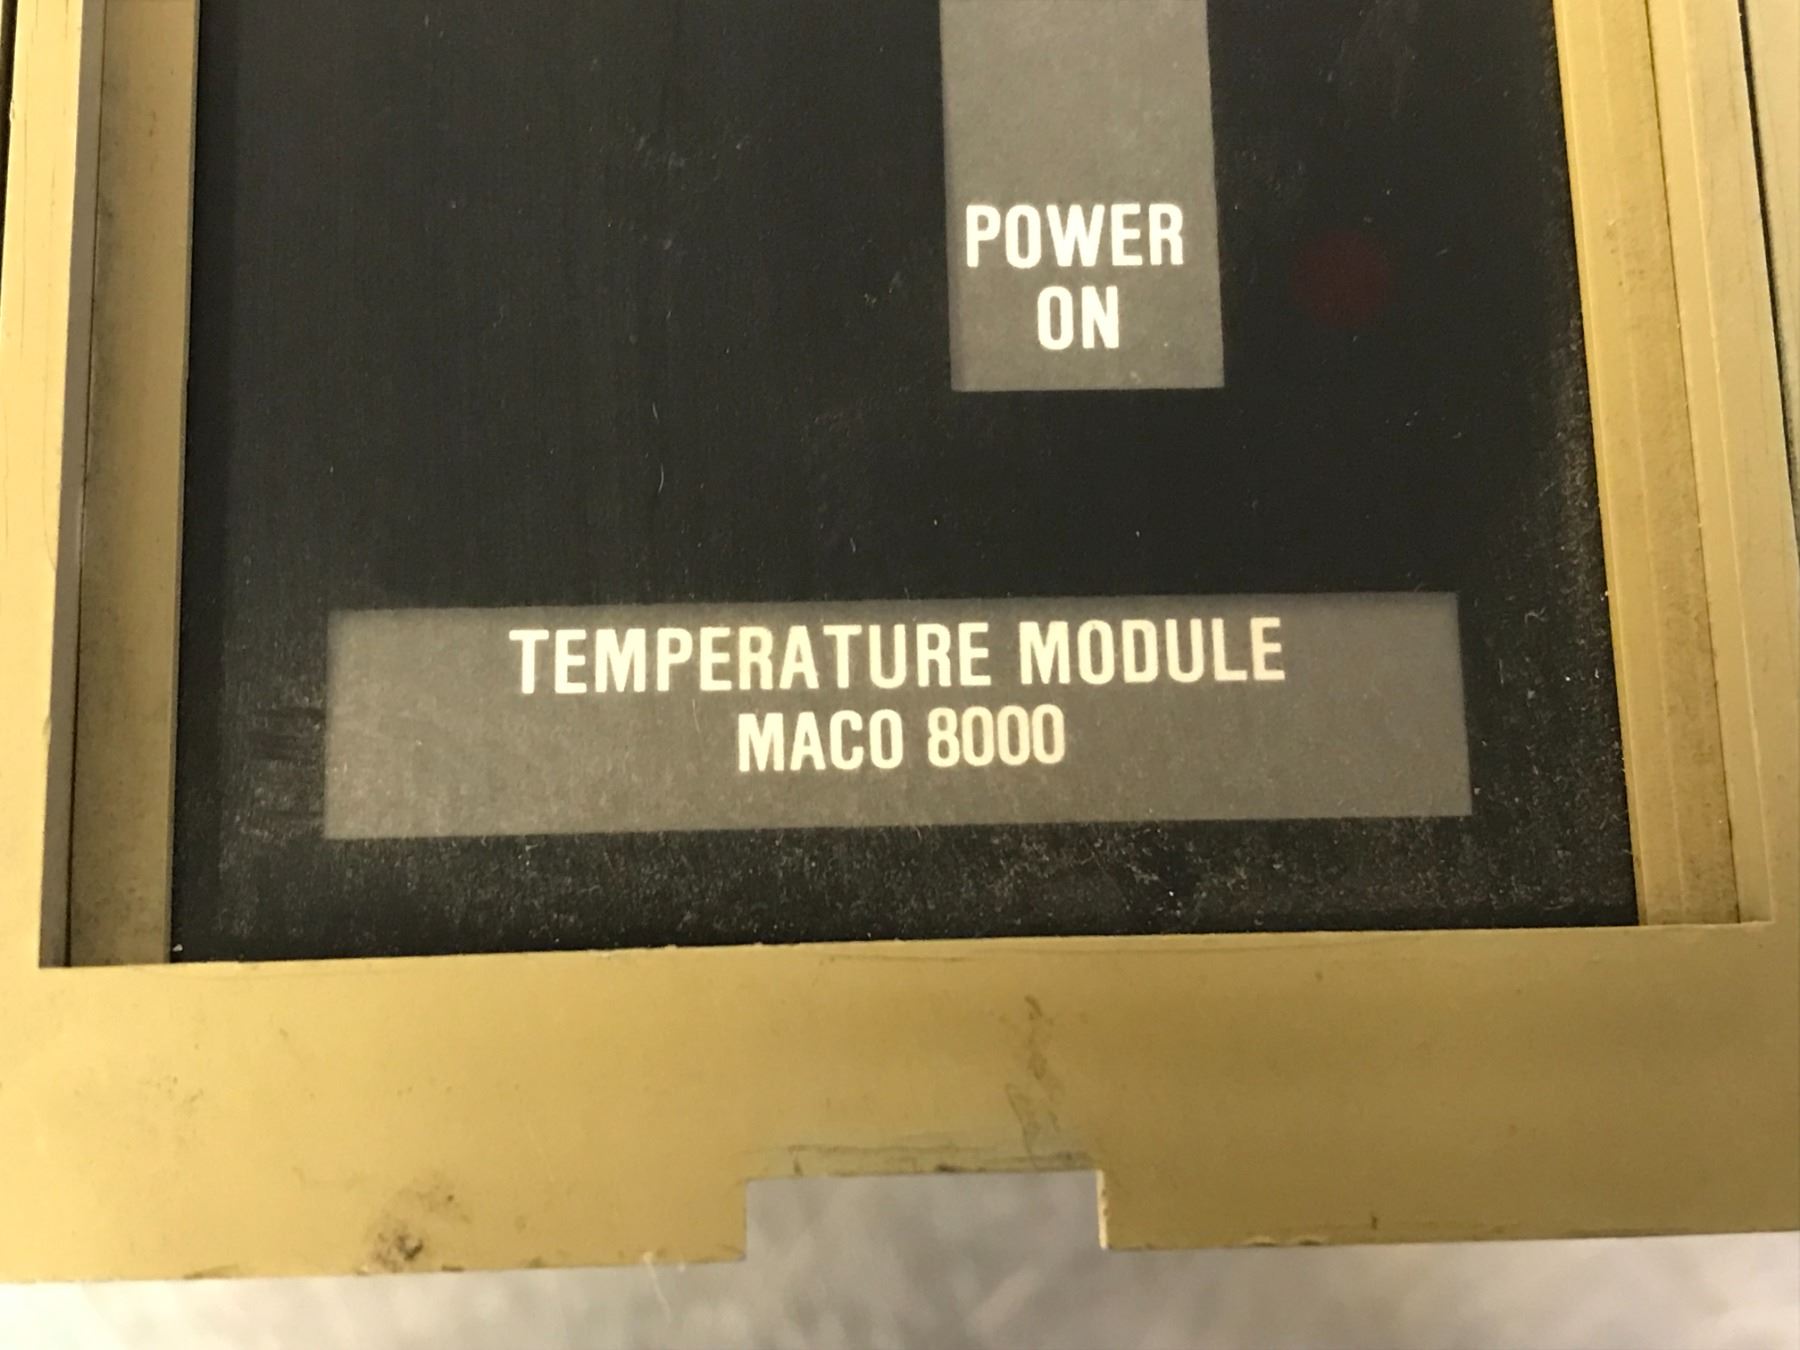 POWER
ON
TEMPERATURE MODULE
MACO 8000